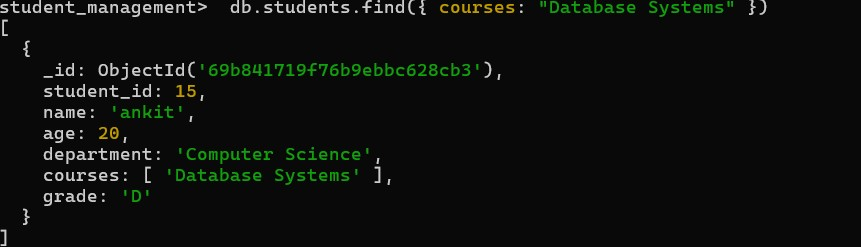 student_management>  db.students.find({ courses: "Database Systems" })
[
  {
    _id: ObjectId('69b841719f76b9ebbc628cb3'),
    student_id: 15,
    name: 'ankit',
    age: 20,
    department: 'Computer Science',
    courses: [ 'Database Systems' ],
    grade: 'D'
  }
]